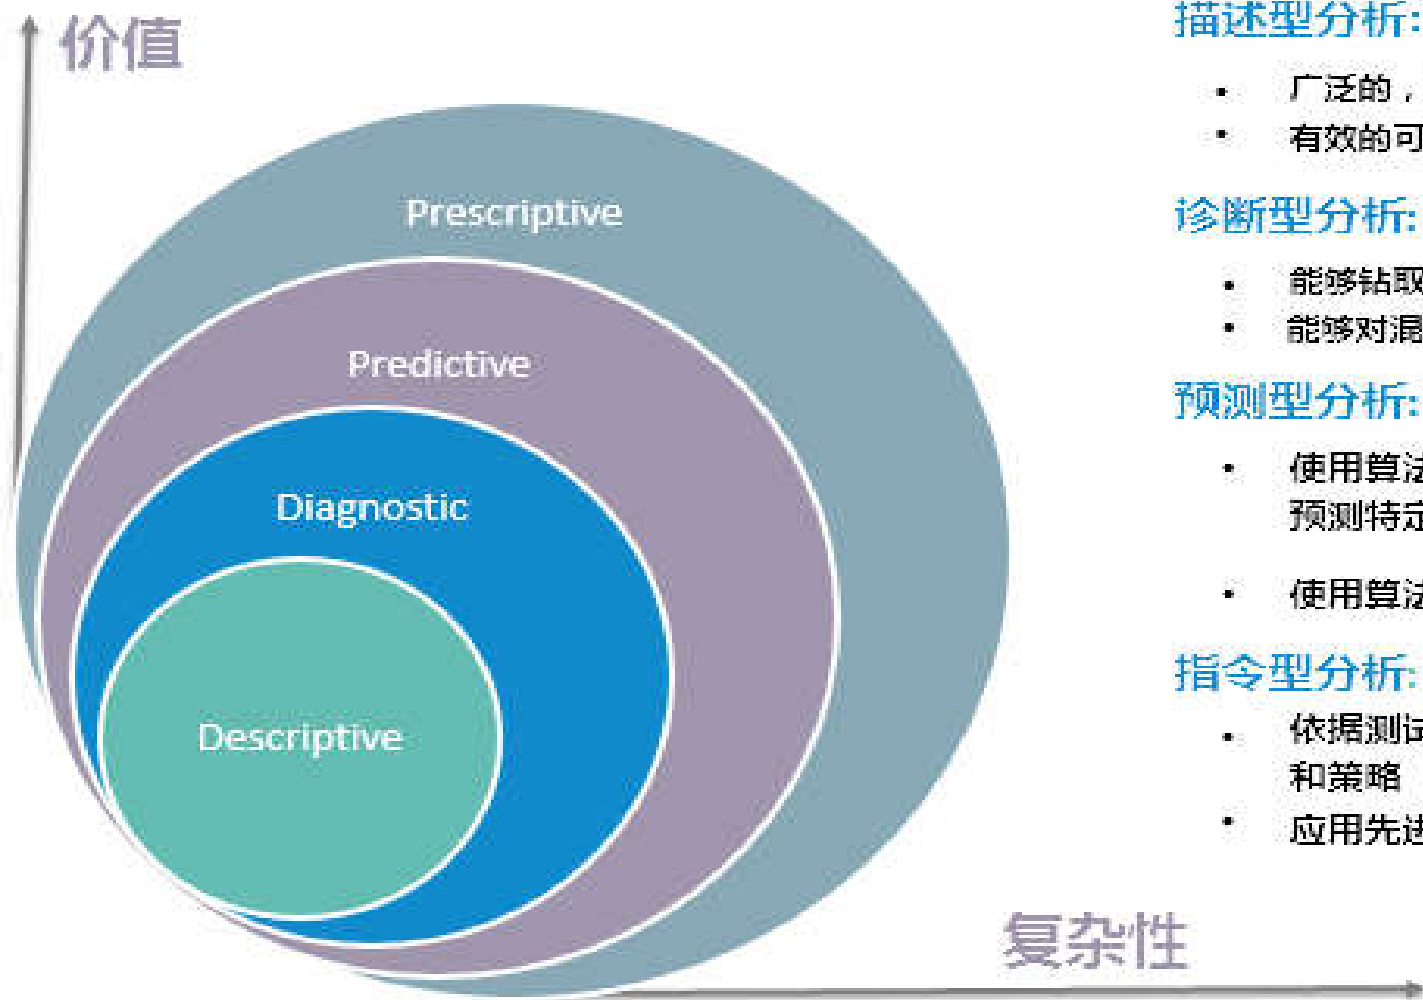 价值
Prescriptive
Predictive
Diagnostic
Descriptive
复杂性
描述型分析:
• 广泛的，
• 有效的可
诊断型分析:
• 能够钻取
• 能够对混
预测型分析:
• 使用算法
预测特定
• 使用算法
指令型分析:
• 依据测试
和策略
• 应用先进